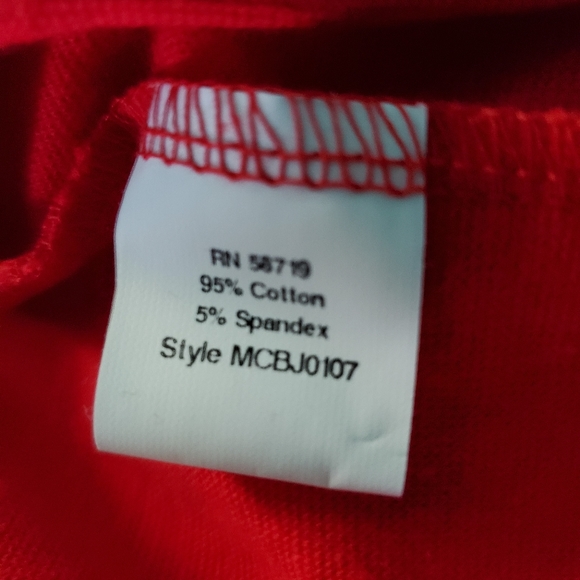 RN 58719
95% Cotton
5% Spandex
Style MCBJ0107